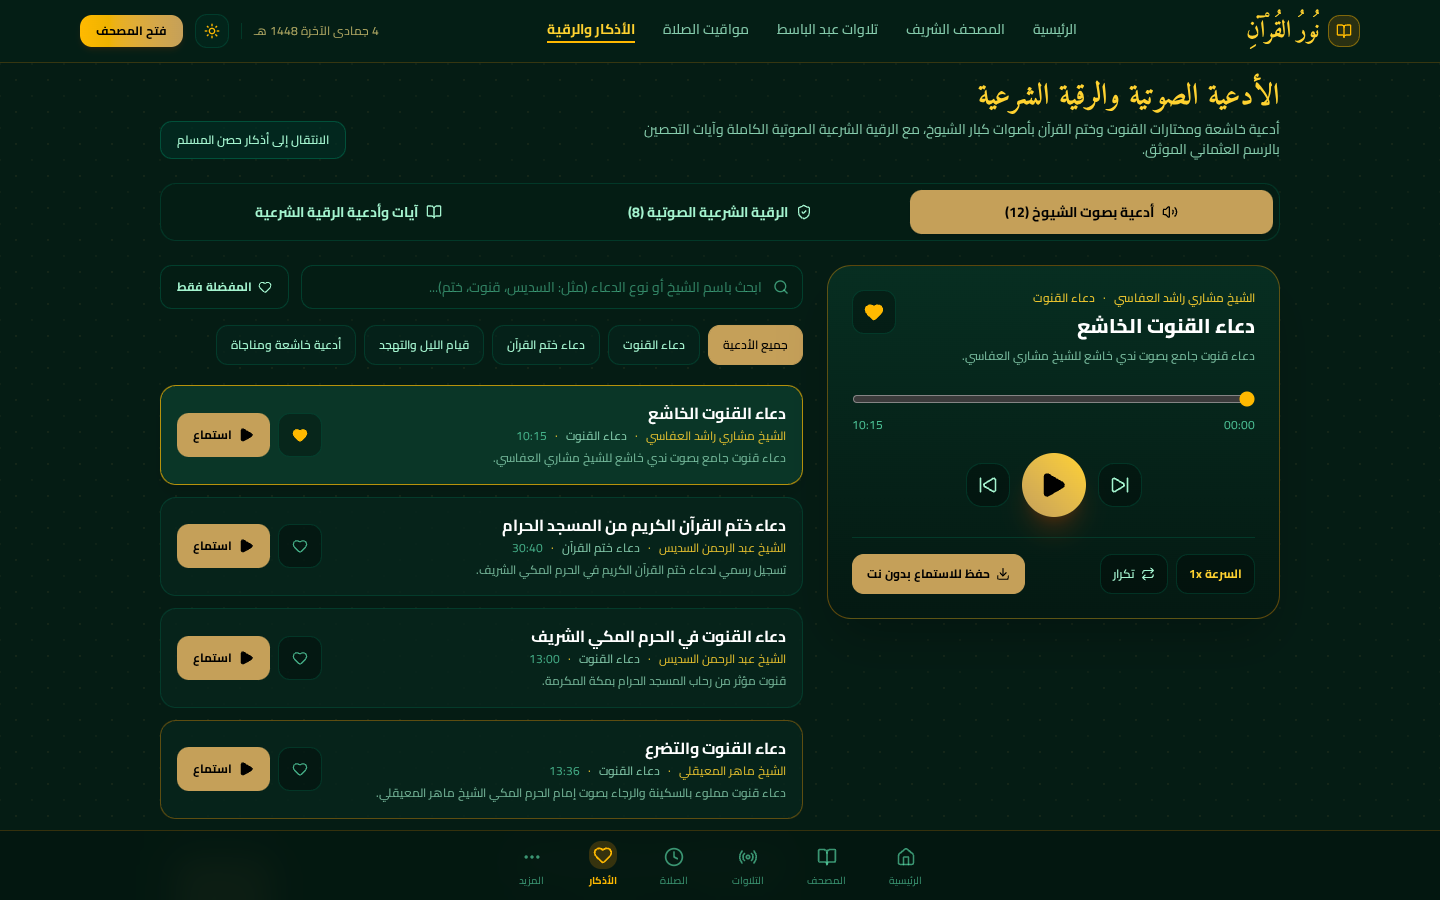 نُورُ القُرآنِ
الرئيسية
المصحف الشريف
تلاوات عبد الباسط
مواقيت الصلاة
الأذكار والرقية
4 جمادى الآخرة 1448 هـ
فتح المصحف
الأدعية الصوتية والرقية الشرعية
أدعية خاشعة ومختارات القنوت وختم القرآن بأصوات كبار الشيوخ، مع الرقية الشرعية الصوتية الكاملة وآيات التحصين
بالرسم العثماني الموثق.
الانتقال إلى أذكار حصن المسلم
أدعية بصوت الشيوخ (12)
الرقية الشرعية الصوتية (8)
آيات وأدعية الرقية الشرعية
الشيخ مشاري راشد العفاسي · دعاء القنوت
دعاء القنوت الخاشع
دعاء قنوت جامع بصوت ندي خاشع للشيخ مشاري العفاسي.
00:00
10:15
السرعة 1x
تكرار
حفظ للاستماع بدون نت
ابحث باسم الشيخ أو نوع الدعاء (مثل: السديس، قنوت، ختم)...
المفضلة فقط
جميع الأدعية
دعاء القنوت
دعاء ختم القرآن
قيام الليل والتهجد
أدعية خاشعة ومناجاة
دعاء القنوت الخاشع
الشيخ مشاري راشد العفاسي · دعاء القنوت · 10:15
دعاء قنوت جامع بصوت ندي خاشع للشيخ مشاري العفاسي.
استماع
دعاء ختم القرآن الكريم من المسجد الحرام
الشيخ عبد الرحمن السديس · دعاء ختم القرآن · 30:40
تسجيل رسمي لدعاء ختم القرآن الكريم في الحرم المكي الشريف.
استماع
دعاء القنوت في الحرم المكي الشريف
الشيخ عبد الرحمن السديس · دعاء القنوت · 13:00
قنوت مؤثر من رحاب المسجد الحرام بمكة المكرمة.
استماع
دعاء القنوت والتضرع
الشيخ ماهر المعيقلي · دعاء القنوت · 13:36
دعاء قنوت مملوء بالسكينة والرجاء بصوت إمام الحرم المكي الشيخ ماهر المعيقلي.
استماع
الرئيسية
المصحف
التلاوات
الصلاة
الأذكار
المزيد